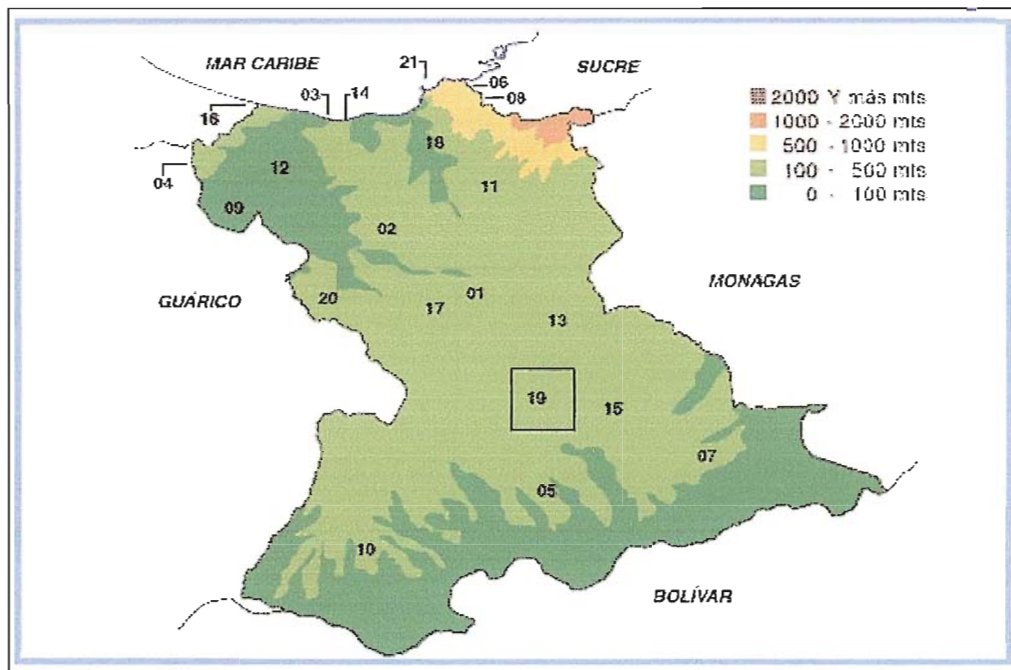 MAR CARIBE
21
SUCRE
03
14
06
08
16
2000 Y más mts
1000 - 2000 mts
500 - 1000 mts
100 - 500 mts
0 - 100 mts
18
12
04
11
09
02
MONAGAS
GUÁRICO
20
17
01
13
19
15
07
05
10
BOLÍVAR